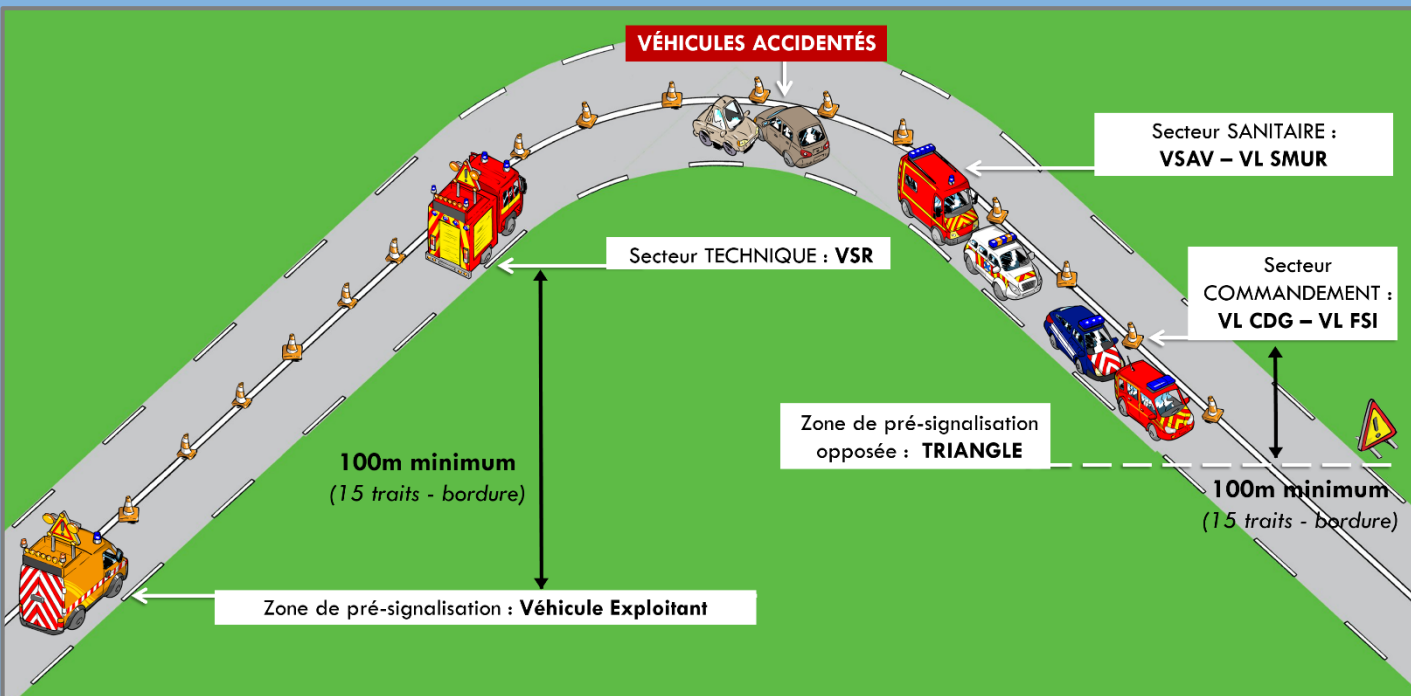 VÉHICULES ACCIDENTÉS
Secteur SANITAIRE :
VSAV – VL SMUR
Secteur TECHNIQUE : VSR
Secteur
COMMANDEMENT :
VL CDG – VL FSI
Zone de pré-signalisation
opposée : TRIANGLE
100m minimum
(15 traits - bordure)
100m minimum
(15 traits - bordure)
Zone de pré-signalisation : Véhicule Exploitant